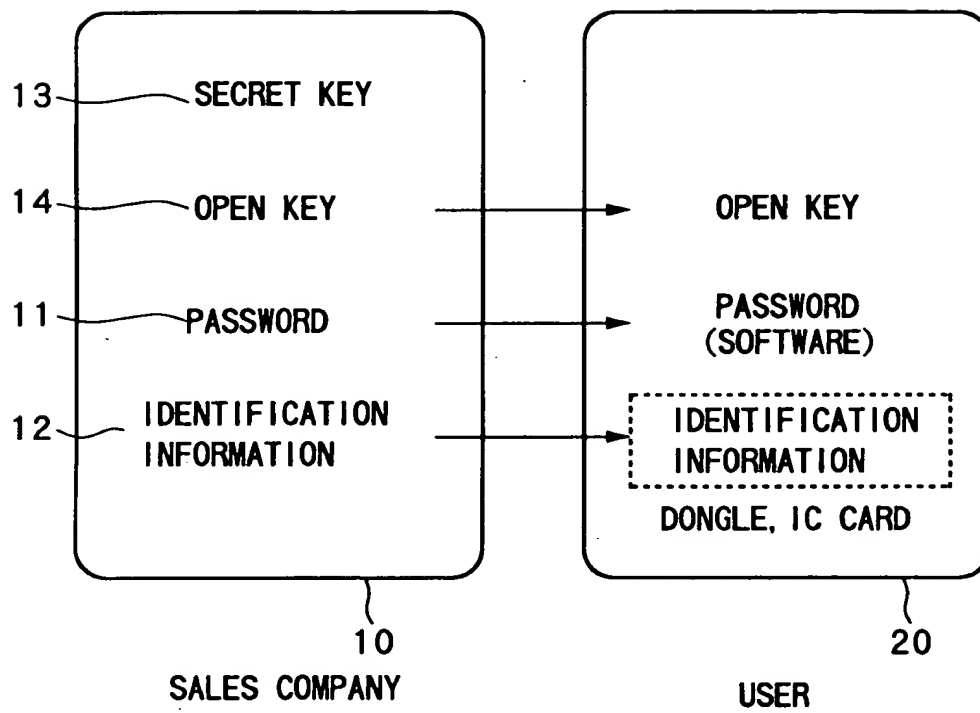 13 SECRET KEY
14 OPEN KEY OPEN KEY
11 PASSWORD PASSWORD
(SOFTWARE)
12 IDENTIFICATION IDENTIFICATION
INFORMATION INFORMATION
DONGLE, IC CARD
10 20
SALES COMPANY USER